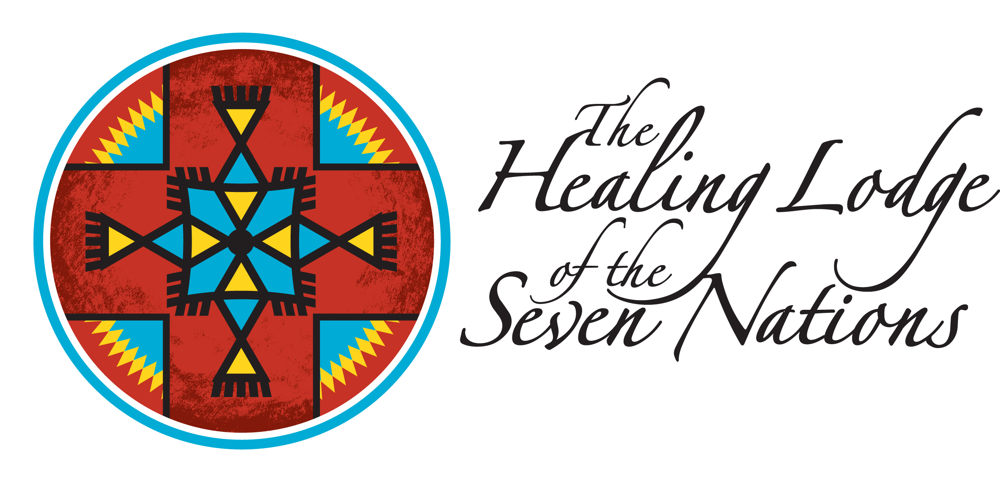 The
Healing Lodge
of the
Seven Nations